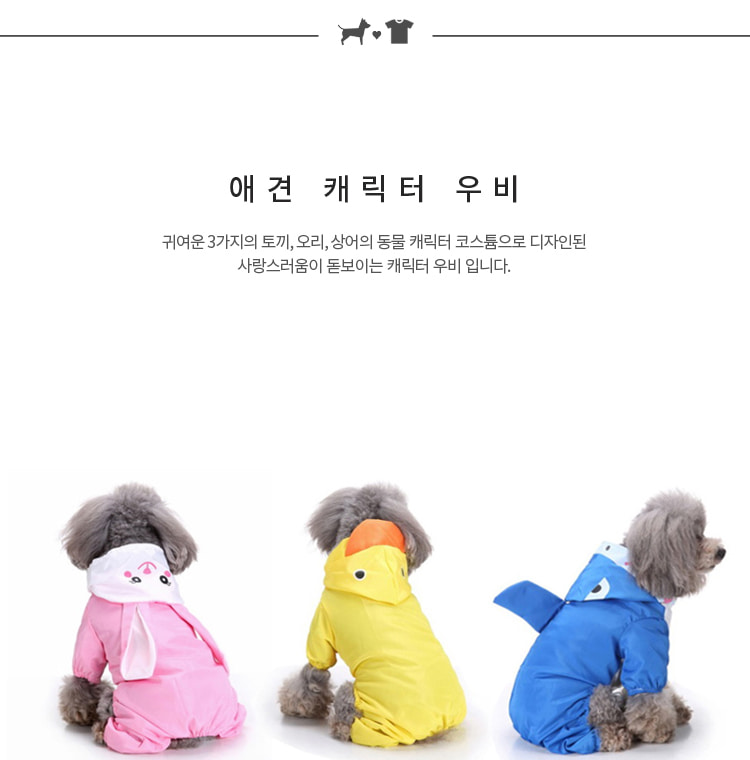 애견 캐릭터 우비
귀여운 3가지의 토끼, 오리, 상어의 동물 캐릭터 코스튬으로 디자인된
사랑스러움이 돋보이는 캐릭터 우비 입니다.